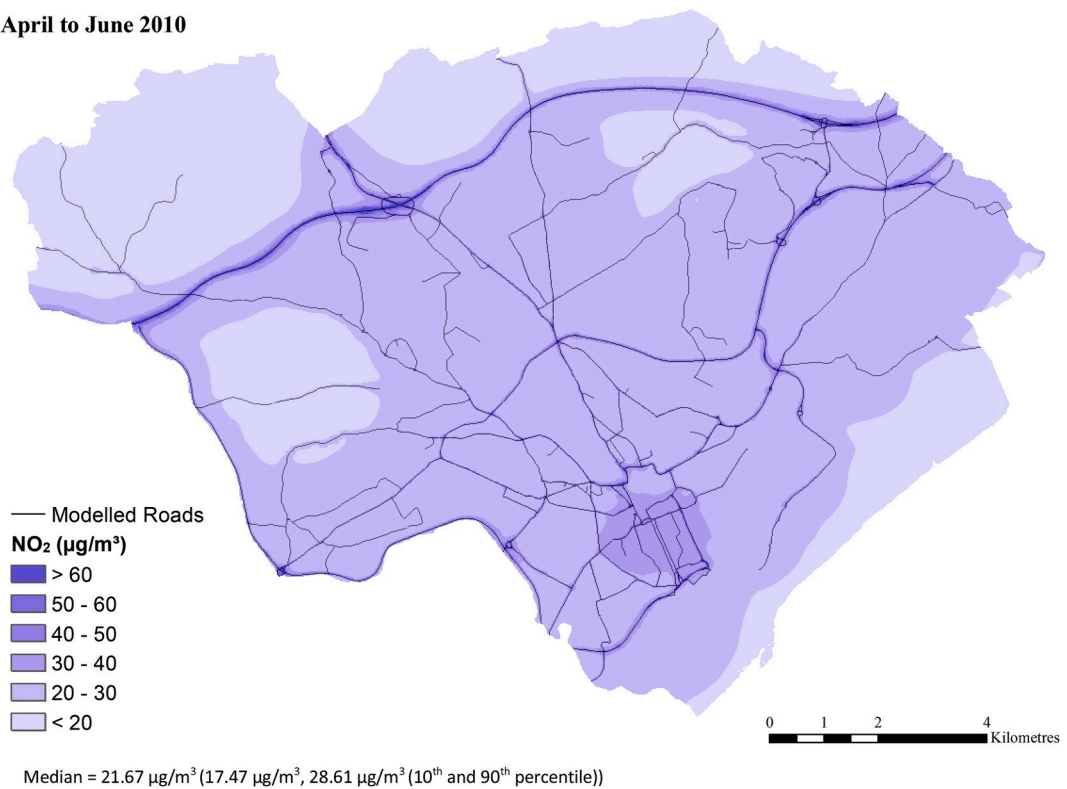 April to June 2010
Modelled Roads
NO₂ (µg/m³)
> 60
50 - 60
40 - 50
30 - 40
20 - 30
< 20
0 1 2 4
Kilometres
Median = 21.67 µg/m³ (17.47 µg/m³, 28.61 µg/m³ (10th and 90th percentile))